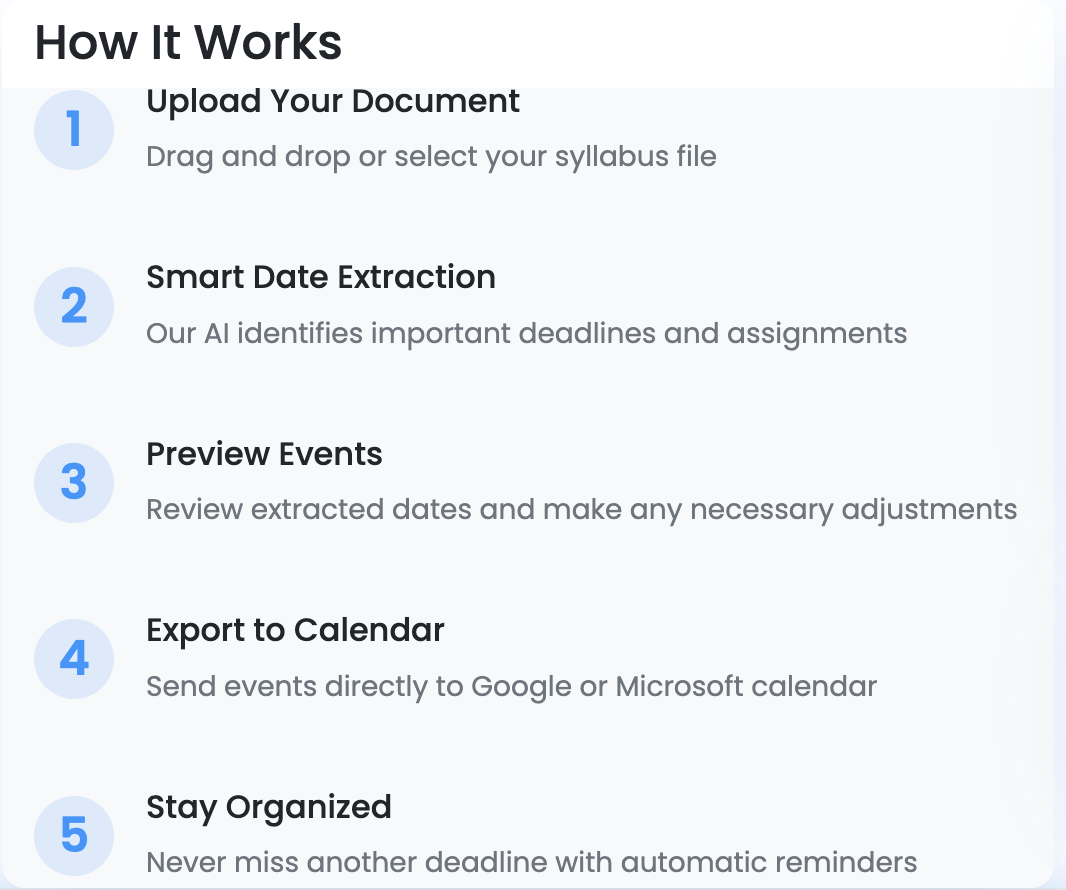 How It Works
1
Upload Your Document
Drag and drop or select your syllabus file
2
Smart Date Extraction
Our AI identifies important deadlines and assignments
3
Preview Events
Review extracted dates and make any necessary adjustments
4
Export to Calendar
Send events directly to Google or Microsoft calendar
5
Stay Organized
Never miss another deadline with automatic reminders